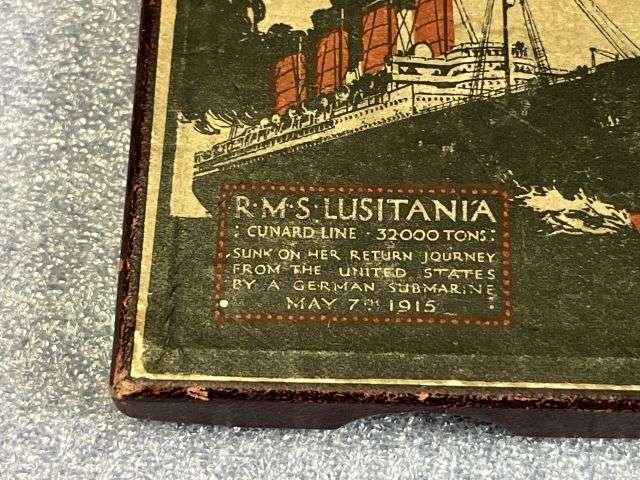 R·M·S·LUSITANIA
: CUNARD LINE · 32000 TONS :
SUNK ON HER RETURN JOURNEY
FROM THE UNITED STATES
BY A GERMAN SUBMARINE
MAY 7TH 1915